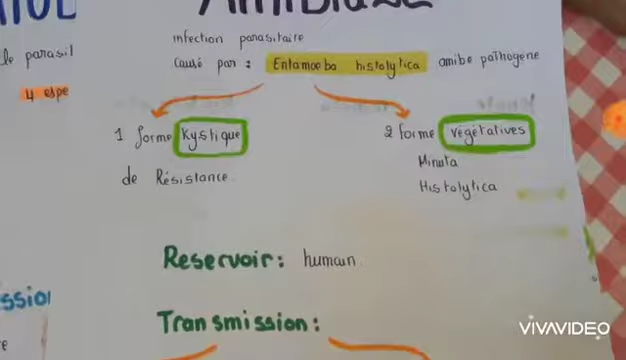 infection parasitaire
causé par : Entamoeba histolytica amibe pathogène
le parasit
4 espe
1 forme Kystique
de Résistance
2 forme végétatives
Minuta
Histolytica
Reservoir: humain
ssion
Transmission:
VIVAVIDEO